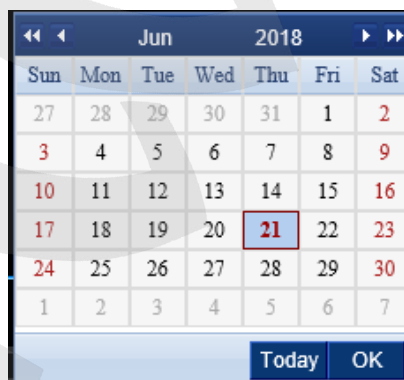 Jun 2018
Sun Mon Tue Wed Thu Fri Sat
27 28 29 30 31 1 2
3 4 5 6 7 8 9
10 11 12 13 14 15 16
17 18 19 20 21 22 23
24 25 26 27 28 29 30
1 2 3 4 5 6 7
Today OK